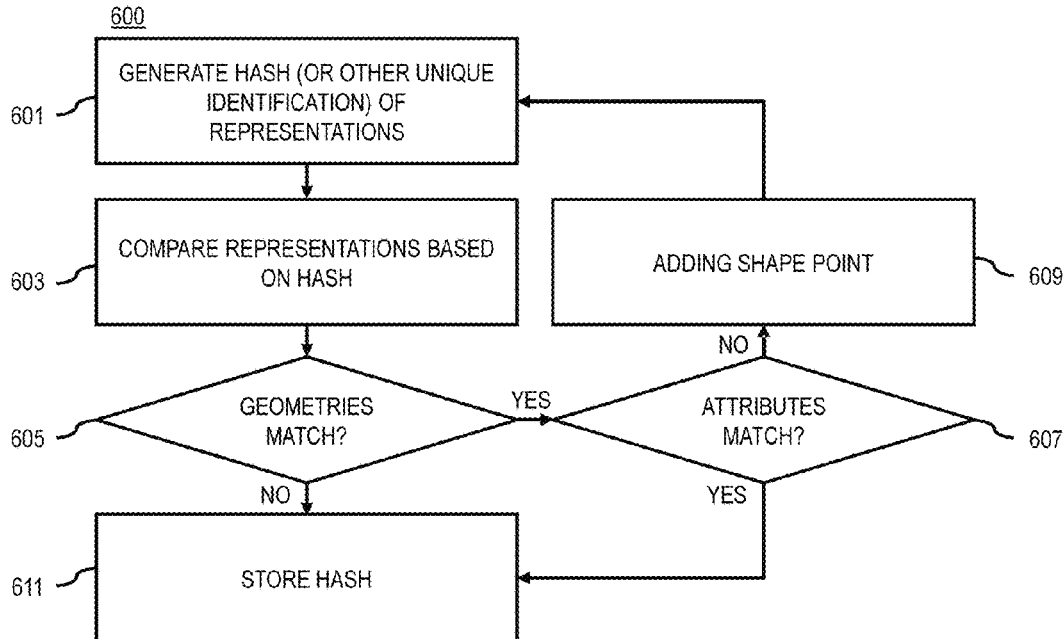 600
GENERATE HASH (OR OTHER UNIQUE
IDENTIFICATION) OF
REPRESENTATIONS
601
COMPARE REPRESENTATIONS BASED
ON HASH
603
ADDING SHAPE POINT
609
GEOMETRIES
MATCH?
605
YES
NO
ATTRIBUTES
MATCH?
607
NO
YES
STORE HASH
611